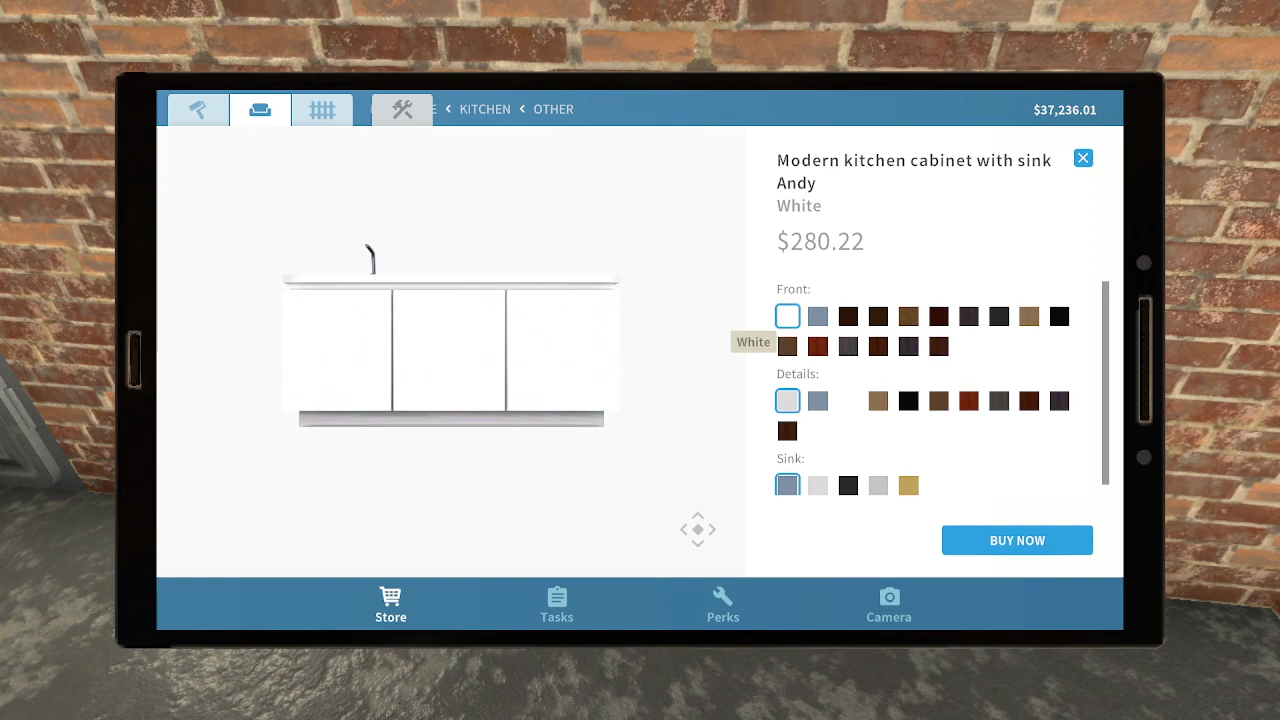 KITCHEN < OTHER
$37,236.01
Modern kitchen cabinet with sink
Andy
White
$280.22
Front:
White
Details:
Sink:
BUY NOW
Store
Tasks
Perks
Camera